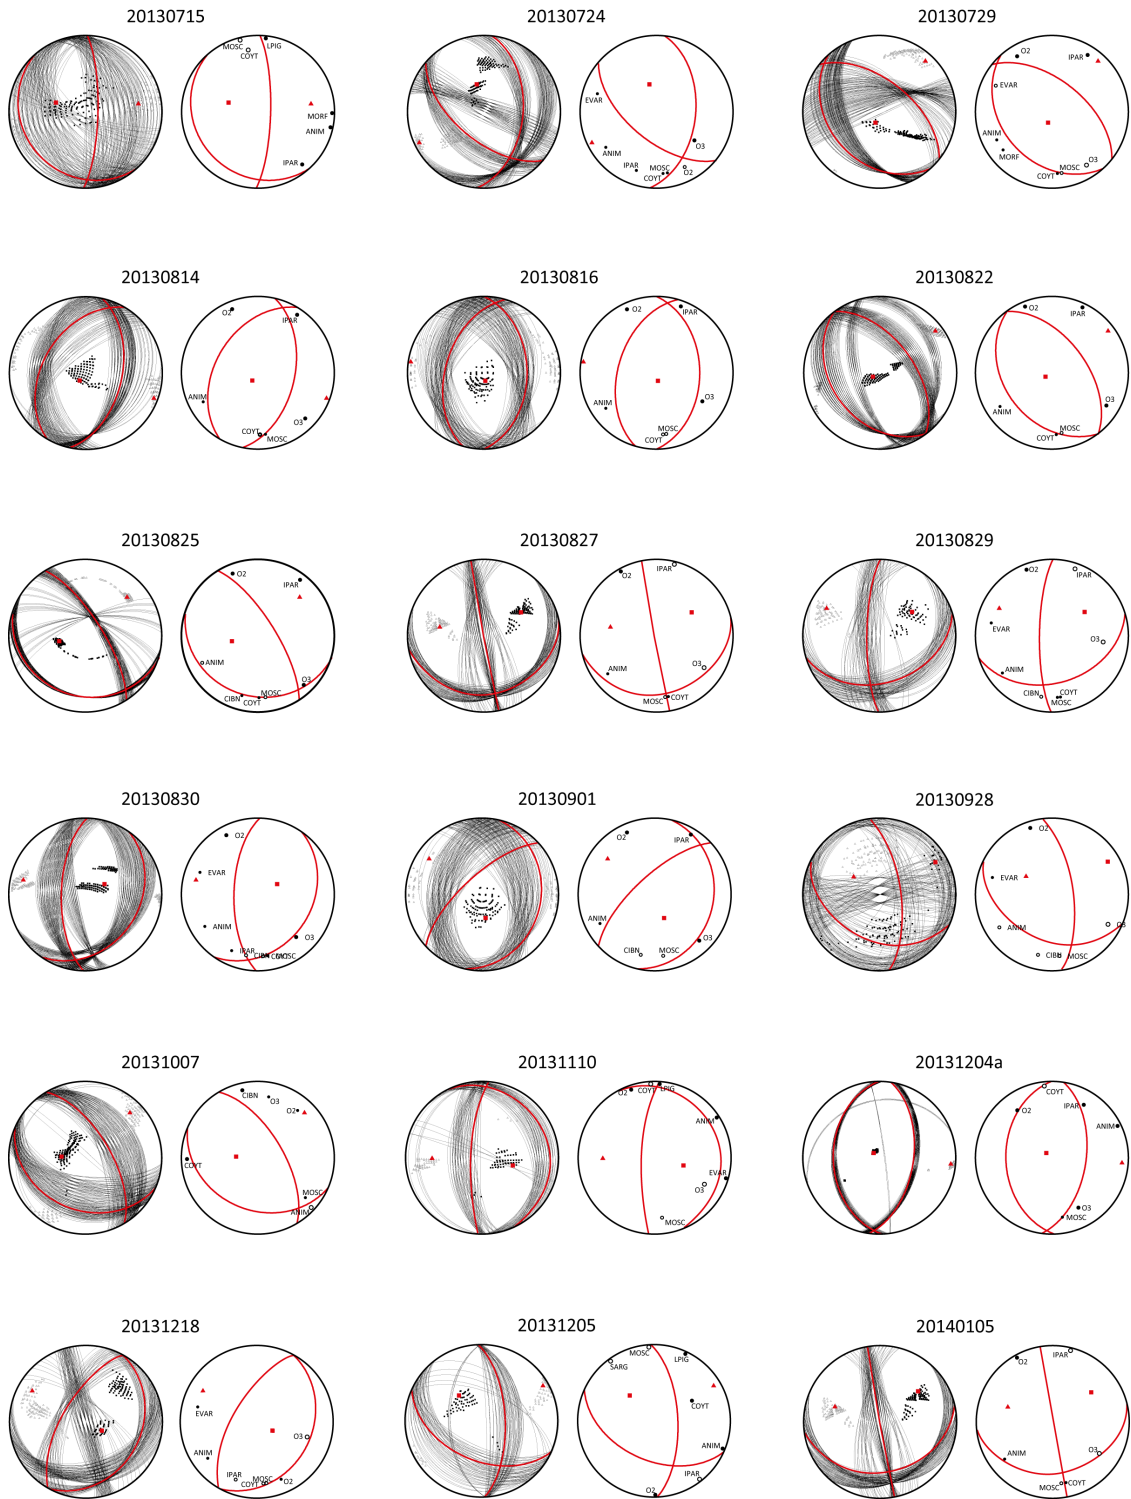 20130715
20130724
20130729
MOSC
LPIG
COYT
MORF
ANIM
IPAR
EVAR
O3
ANIM
IPAR
MOSC
COYT
O2
O2
IPAR
EVAR
ANIM
MORF
O3
MOSC
COYT
20130814
20130816
20130822
O2
IPAR
ANIM
O3
COYT
MOSC
O2
IPAR
ANIM
O3
MOSC
COYT
O2
IPAR
O3
ANIM
MOSC
COYT
20130825
20130827
20130829
O2
IPAR
ANIM
O3
CIBN
MOSC
COYT
O2
IPAR
O3
ANIM
MOSC
COYT
O2
IPAR
EVAR
O3
ANIM
CIBN
COYT
MOSC
20130830
20130901
20130928
O2
EVAR
ANIM
O3
IPAR
CIBN
MOSC
O2
IPAR
ANIM
O3
CIBN
MOSC
O2
EVAR
ANIM
O3
CIBN
MOSC
20131007
20131110
20131204a
CIBN
O3
O2
COYT
MOSC
ANIM
O2
COYT
LPIG
ANIM
EVAR
O3
MOSC
COYT
O2
IPAR
ANIM
O3
MOSC
20131218
20131205
20140105
EVAR
O3
ANIM
IPAR
MOSC
COYT
O2
MOSC
SARG
LPIG
COYT
ANIM
IPAR
O2
O2
IPAR
ANIM
O3
MOSC
COYT